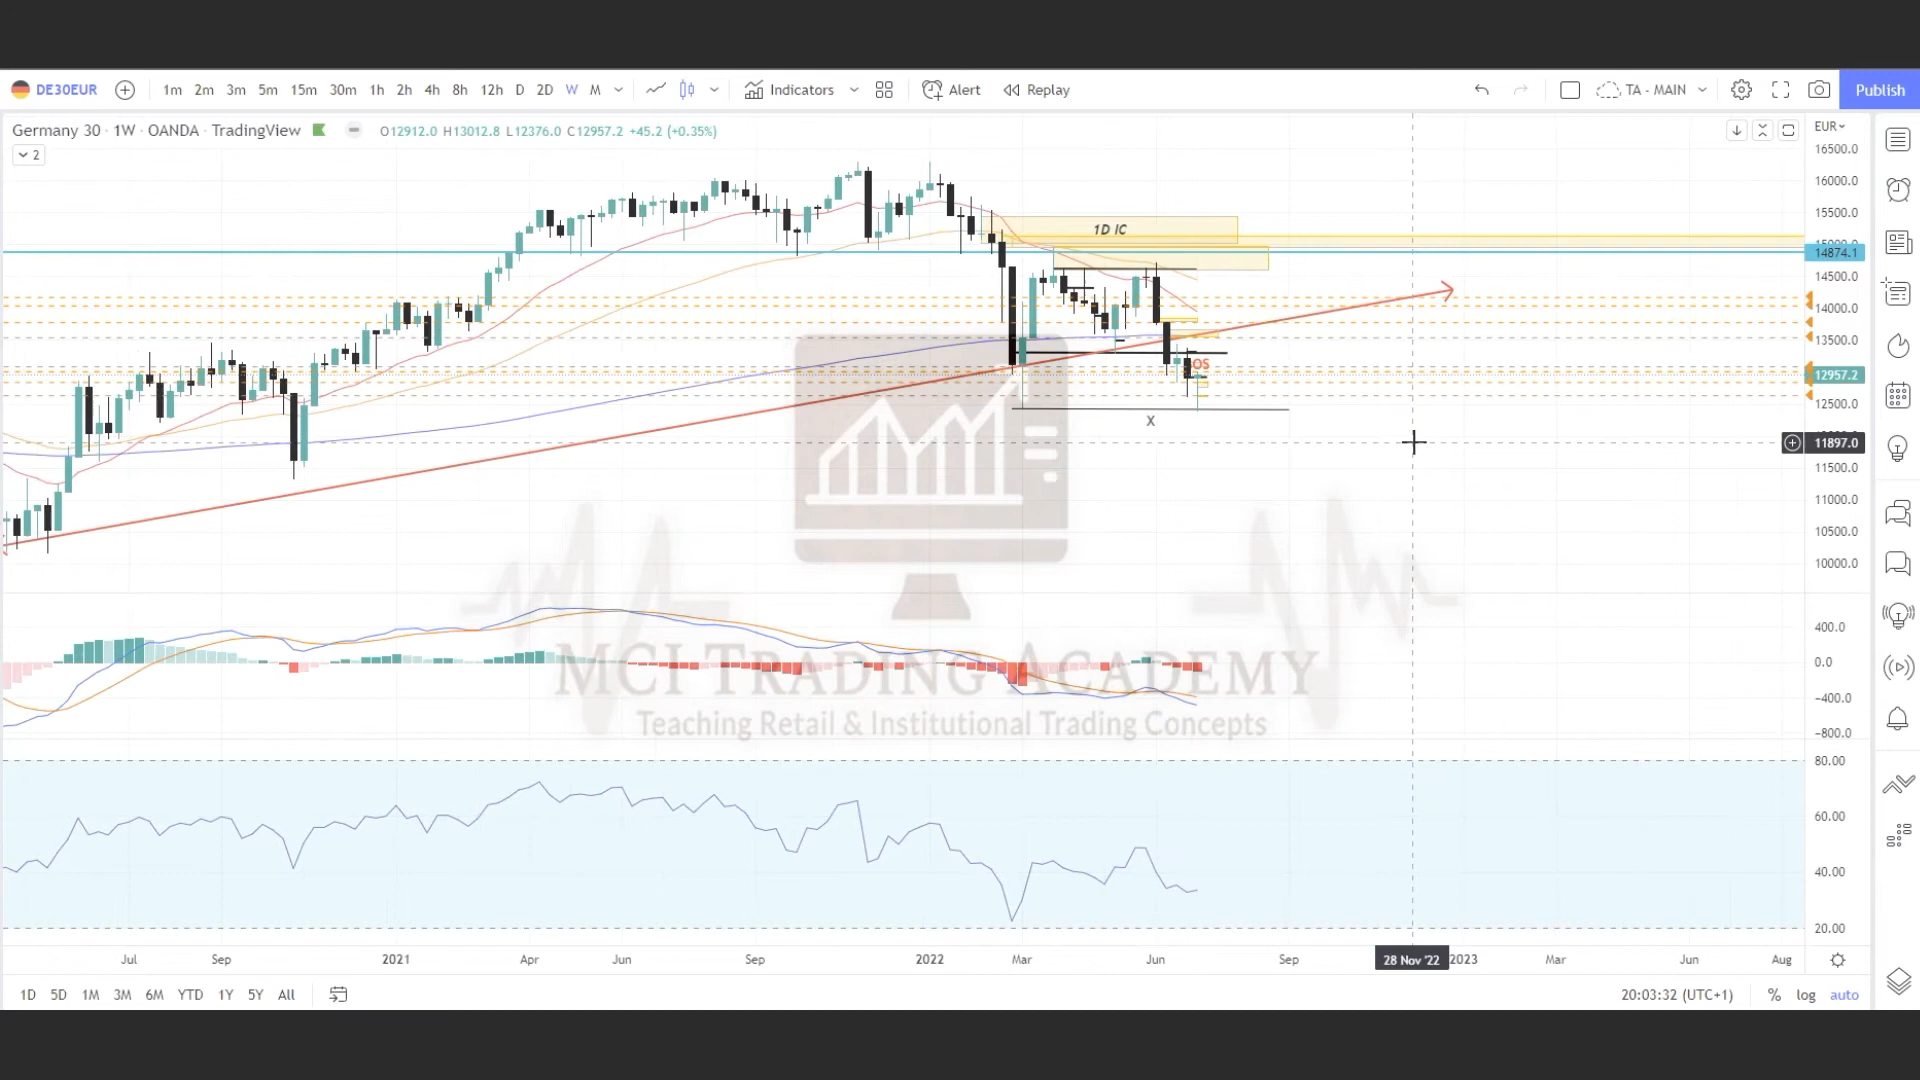 DE30EUR 1m 2m 3m 5m 15m 30m 1h 2h 4h 8h 12h D 2D W M Indicators Alert Replay TA - MAIN Publish
Germany 30 · 1W · OANDA · TradingView O12912.0 H13012.8 L12376.0 C12957.2 +45.2 (+0.35%) EUR
2
16500.0
16000.0
15500.0
1D IC
15000.0
14874.1
14500.0
14000.0
13500.0
OS
12957.2
12500.0
X
11897.0
11500.0
11000.0
10500.0
10000.0
400.0
0.0
MCI TRADING ACADEMY
-400.0
Teaching Retail & Institutional Trading Concepts
-800.0
80.00
60.00
40.00
20.00
Jul Sep 2021 Apr Jun Sep 2022 Mar Jun Sep 28 Nov '22 2023 Mar Jun Aug
1D 5D 1M 3M 6M YTD 1Y 5Y All 20:03:32 (UTC+1) % log auto